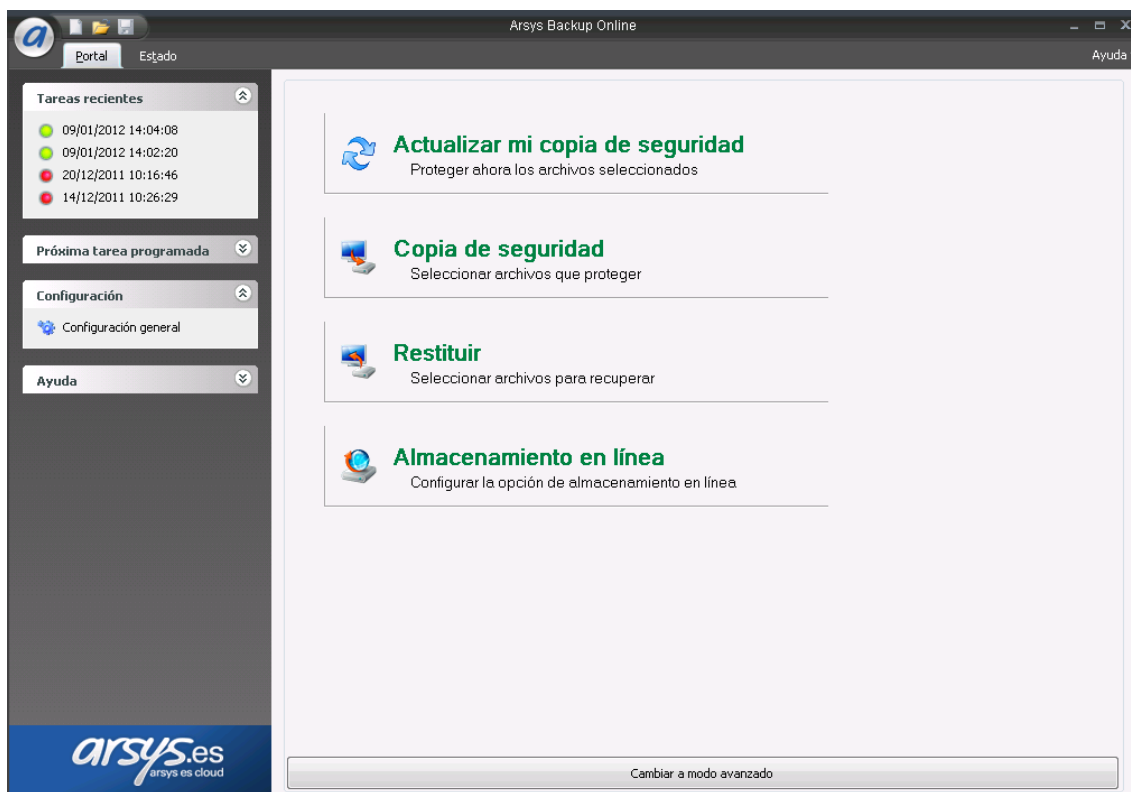 Arsys Backup Online
Portal
Estado
Ayuda
Tareas recientes
09/01/2012 14:04:08
09/01/2012 14:02:20
20/12/2011 10:16:46
14/12/2011 10:26:29
Próxima tarea programada
Configuración
Configuración general
Ayuda
arsys.es
arsys es cloud
Actualizar mi copia de seguridad
Proteger ahora los archivos seleccionados
Copia de seguridad
Seleccionar archivos que proteger
Restituir
Seleccionar archivos para recuperar
Almacenamiento en línea
Configurar la opción de almacenamiento en línea
Cambiar a modo avanzado